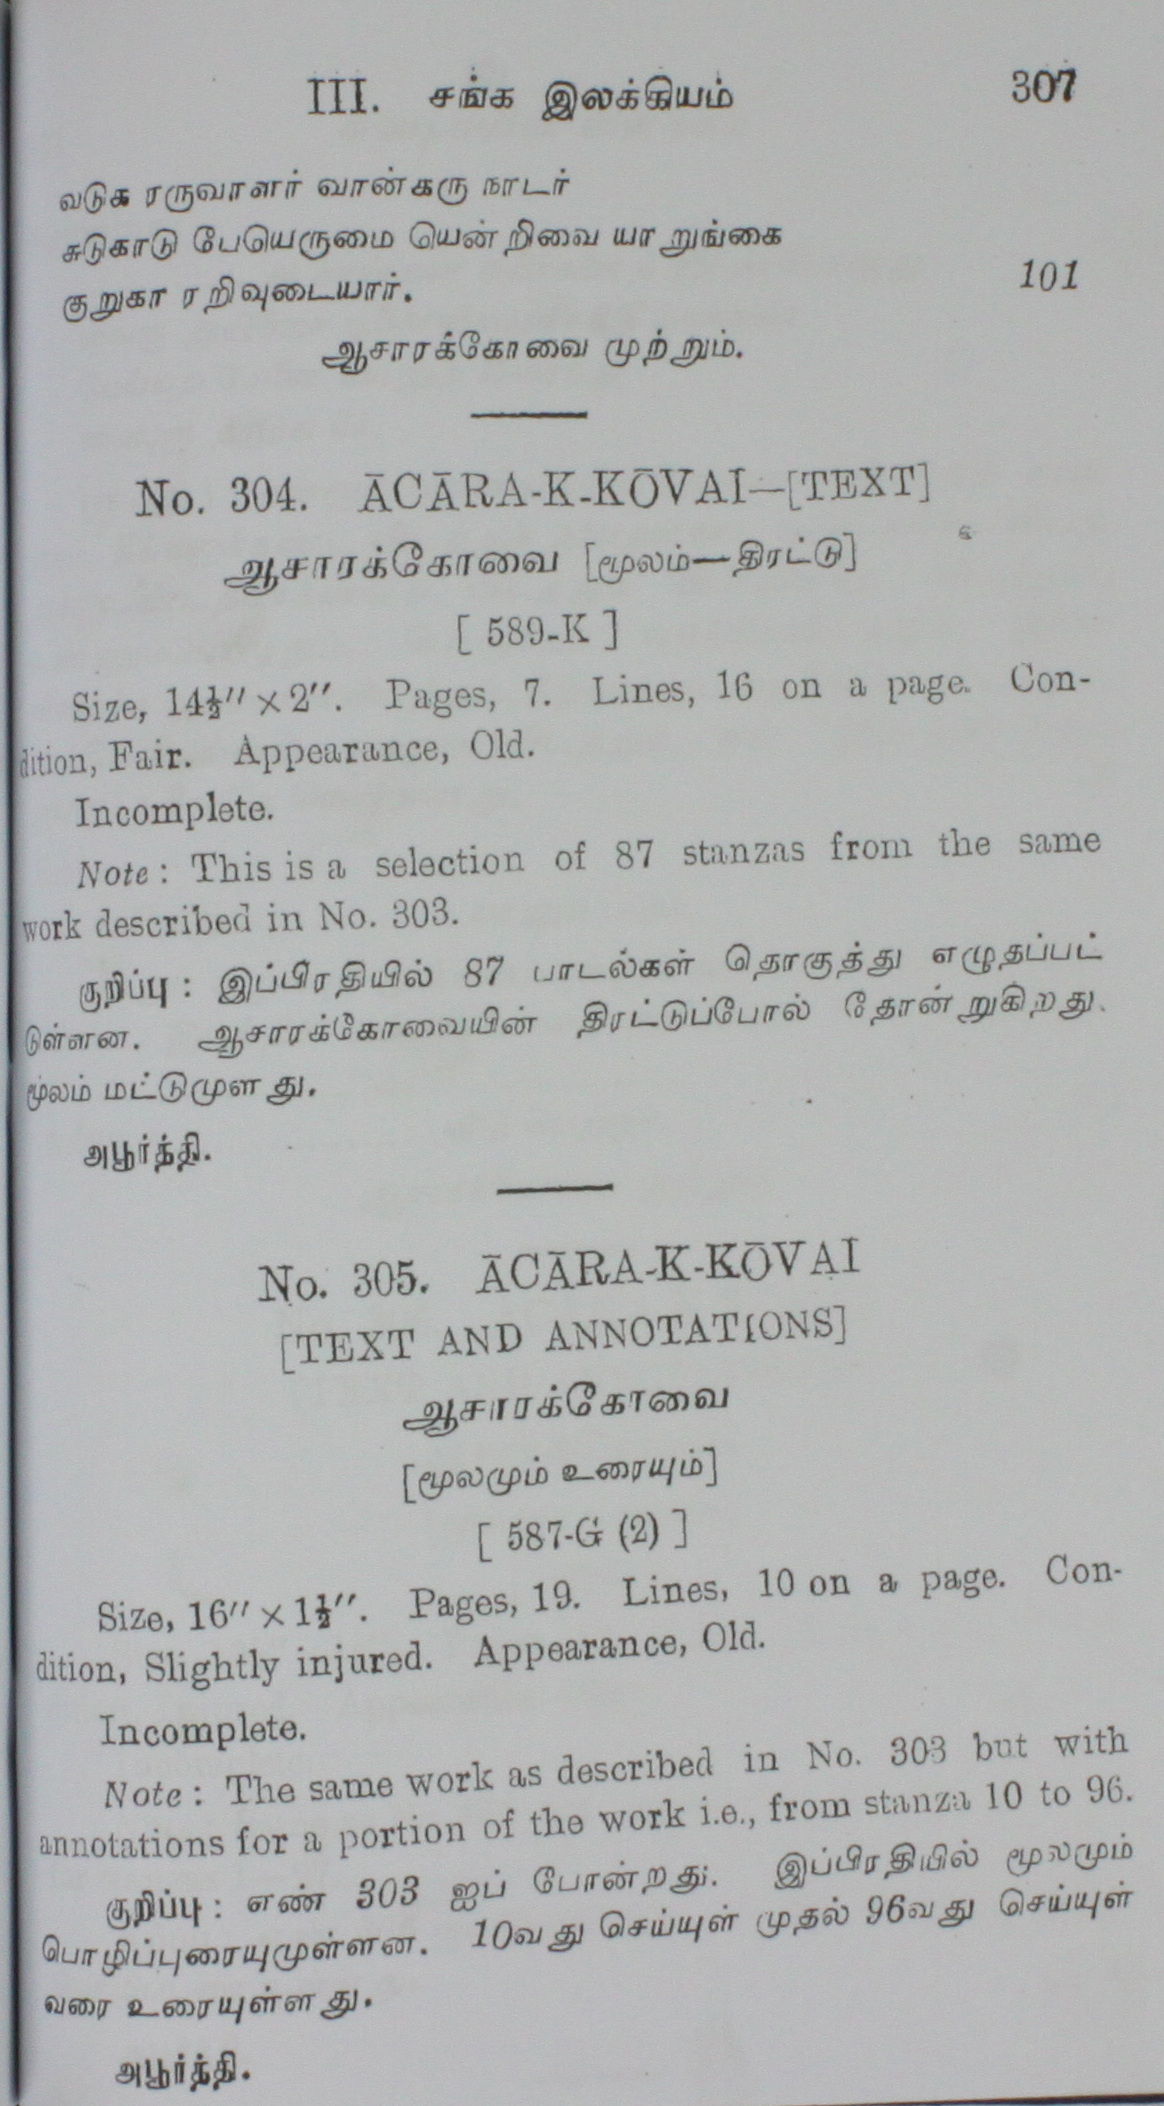 III. சங்க இலக்கியம் 307
வடுக ரருவாளர் வான்கரு நாடர்
சுடுகாடு பேயெருமை யென்றிவை யாறுங்கை
குறுகா ரறிவுடையார். 101
ஆசாரக்கோவை முற்றும்.
No. 304. ĀCĀRA-K-KŌVAI—[TEXT]
ஆசாரக்கோவை [மூலம்—திரட்டு]
[ 589-K ]
Size, 14½″ × 2″. Pages, 7. Lines, 16 on a page. Con-
dition, Fair. Appearance, Old.
Incomplete.
Note : This is a selection of 87 stanzas from the same
work described in No. 303.
குறிப்பு : இப்பிரதியில் 87 பாடல்கள் தொகுத்து எழுதப்பட்
டுள்ளன. ஆசாரக்கோவையின் திரட்டுப்போல் தோன்றுகிறது.
மூலம் மட்டுமுளது.
அபூர்த்தி.
No. 305. ĀCĀRA-K-KŌVAI
[TEXT AND ANNOTATIONS]
ஆசாரக்கோவை
[மூலமும் உரையும்]
[ 587-G (2) ]
Size, 16″ × 1½″. Pages, 19. Lines, 10 on a page. Con-
dition, Slightly injured. Appearance, Old.
Incomplete.
Note : The same work as described in No. 303 but with
annotations for a portion of the work i.e., from stanza 10 to 96.
குறிப்பு : எண் 303 ஐப் போன்றது. இப்பிரதியில் மூலமும்
பொழிப்புரையுமுள்ளன. 10வது செய்யுள் முதல் 96வது செய்யுள்
வரை உரையுள்ளது.
அபூர்த்தி.